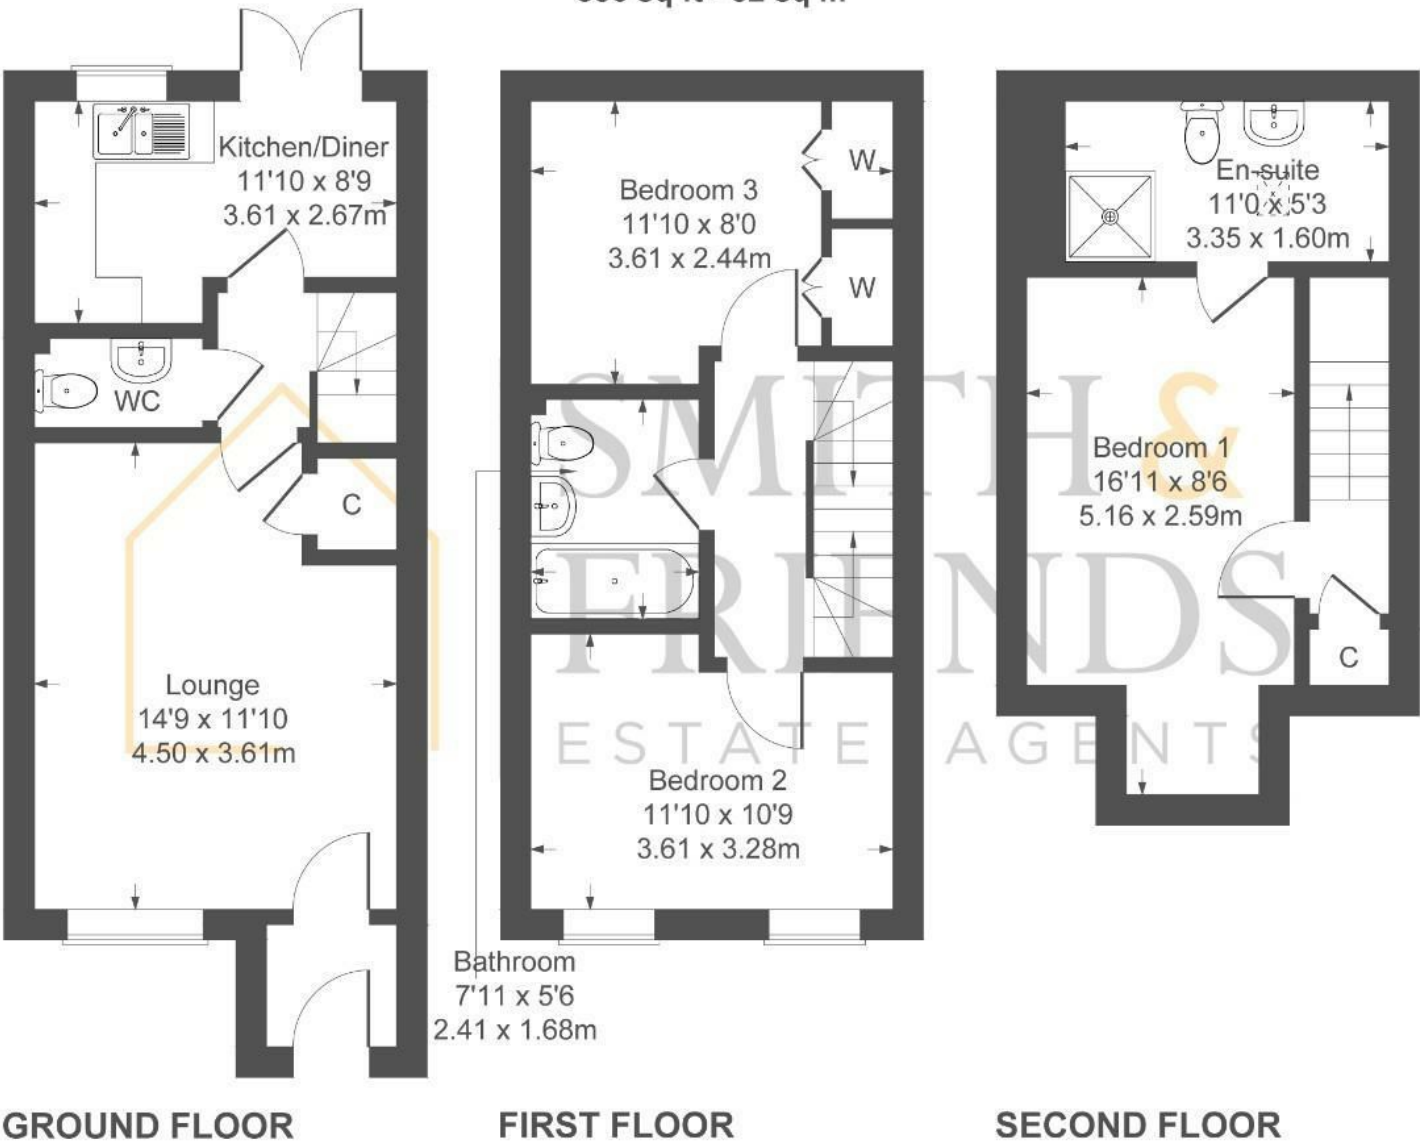 Kitchen/Diner
11'10 x 8'9
3.61 x 2.67m
WC
C
Lounge
14'9 x 11'10
4.50 x 3.61m
GROUND FLOOR
Bedroom 3
11'10 x 8'0
3.61 x 2.44m
W
W
Bedroom 2
11'10 x 10'9
3.61 x 3.28m
Bathroom
7'11 x 5'6
2.41 x 1.68m
FIRST FLOOR
En-suite
11'0 x 5'3
3.35 x 1.60m
Bedroom 1
16'11 x 8'6
5.16 x 2.59m
C
SECOND FLOOR
SMITH &
FRIENDS
ESTATE AGENTS